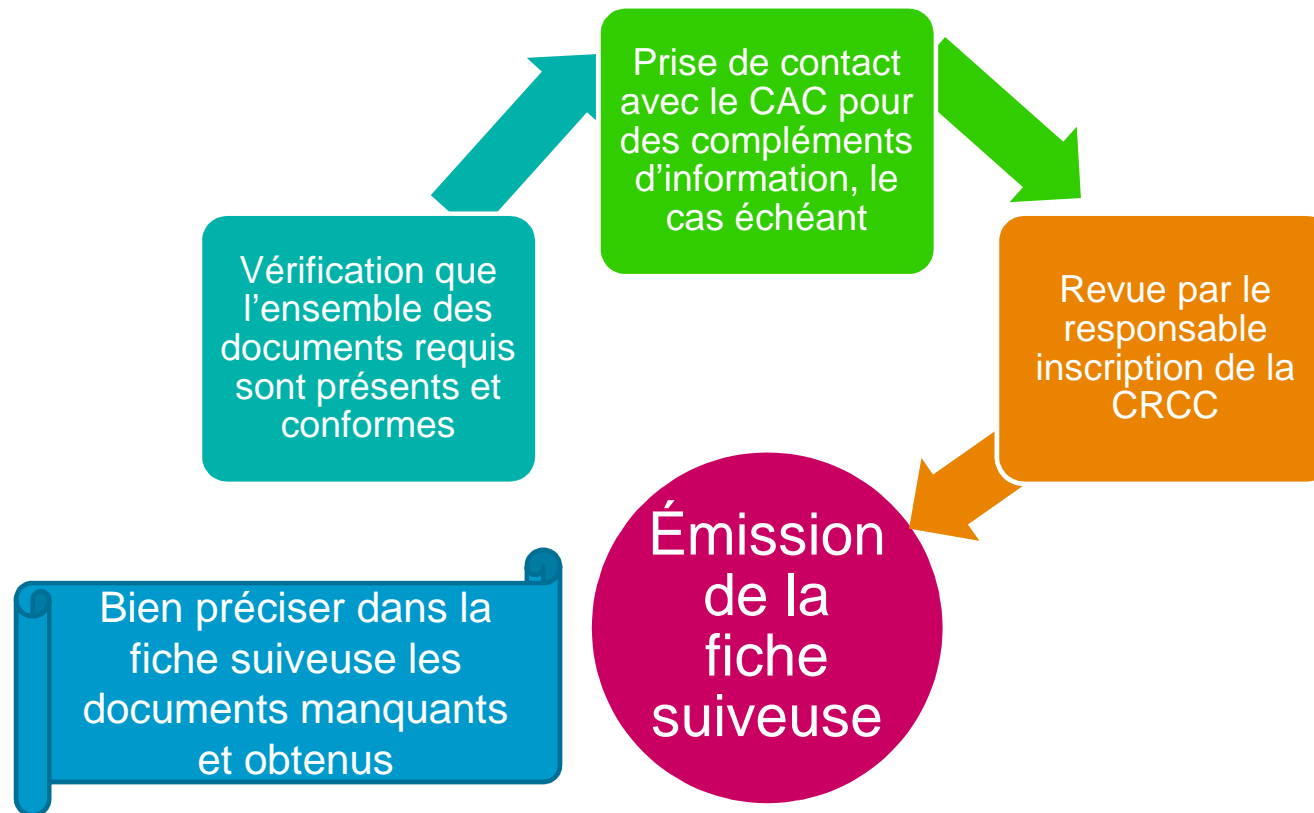 Prise de contact
avec le CAC pour
des compléments
d’information, le
cas échéant
Vérification que
l’ensemble des
documents requis
sont présents et
conformes
Revue par le
responsable
inscription de la
CRCC
Émission
de la
fiche
suiveuse
Bien préciser dans la
fiche suiveuse les
documents manquants
et obtenus